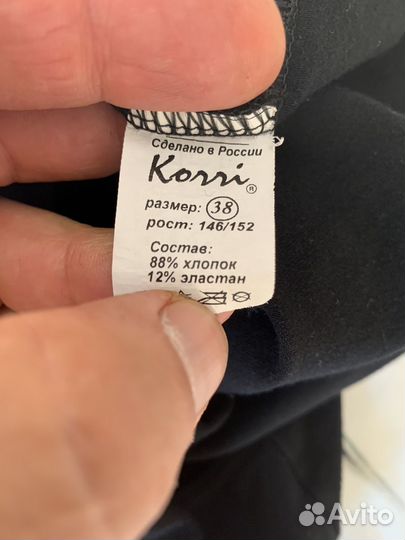 Сделано в России
Korri ®
размер: 38
рост: 146/152
Состав:
88% хлопок
12% эластан
Avito